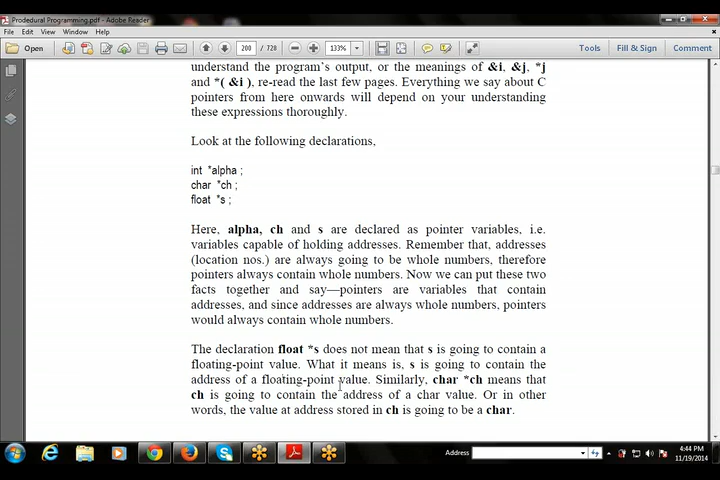 Prodedural Programming.pdf - Adobe Reader
File Edit View Window Help
Open 200 / 728 133% Tools Fill & Sign Comment
understand the program's output, or the meanings of &i, &j, *j
and *( &i ), re-read the last few pages. Everything we say about C
pointers from here onwards will depend on your understanding
these expressions thoroughly.
Look at the following declarations,
int *alpha ;
char *ch ;
float *s ;
Here, alpha, ch and s are declared as pointer variables, i.e.
variables capable of holding addresses. Remember that, addresses
(location nos.) are always going to be whole numbers, therefore
pointers always contain whole numbers. Now we can put these two
facts together and say—pointers are variables that contain
addresses, and since addresses are always whole numbers, pointers
would always contain whole numbers.
The declaration float *s does not mean that s is going to contain a
floating-point value. What it means is, s is going to contain the
address of a floating-point value. Similarly, char *ch means that
ch is going to contain the address of a char value. Or in other
words, the value at address stored in ch is going to be a char.
Address
4:44 PM
11/19/2014